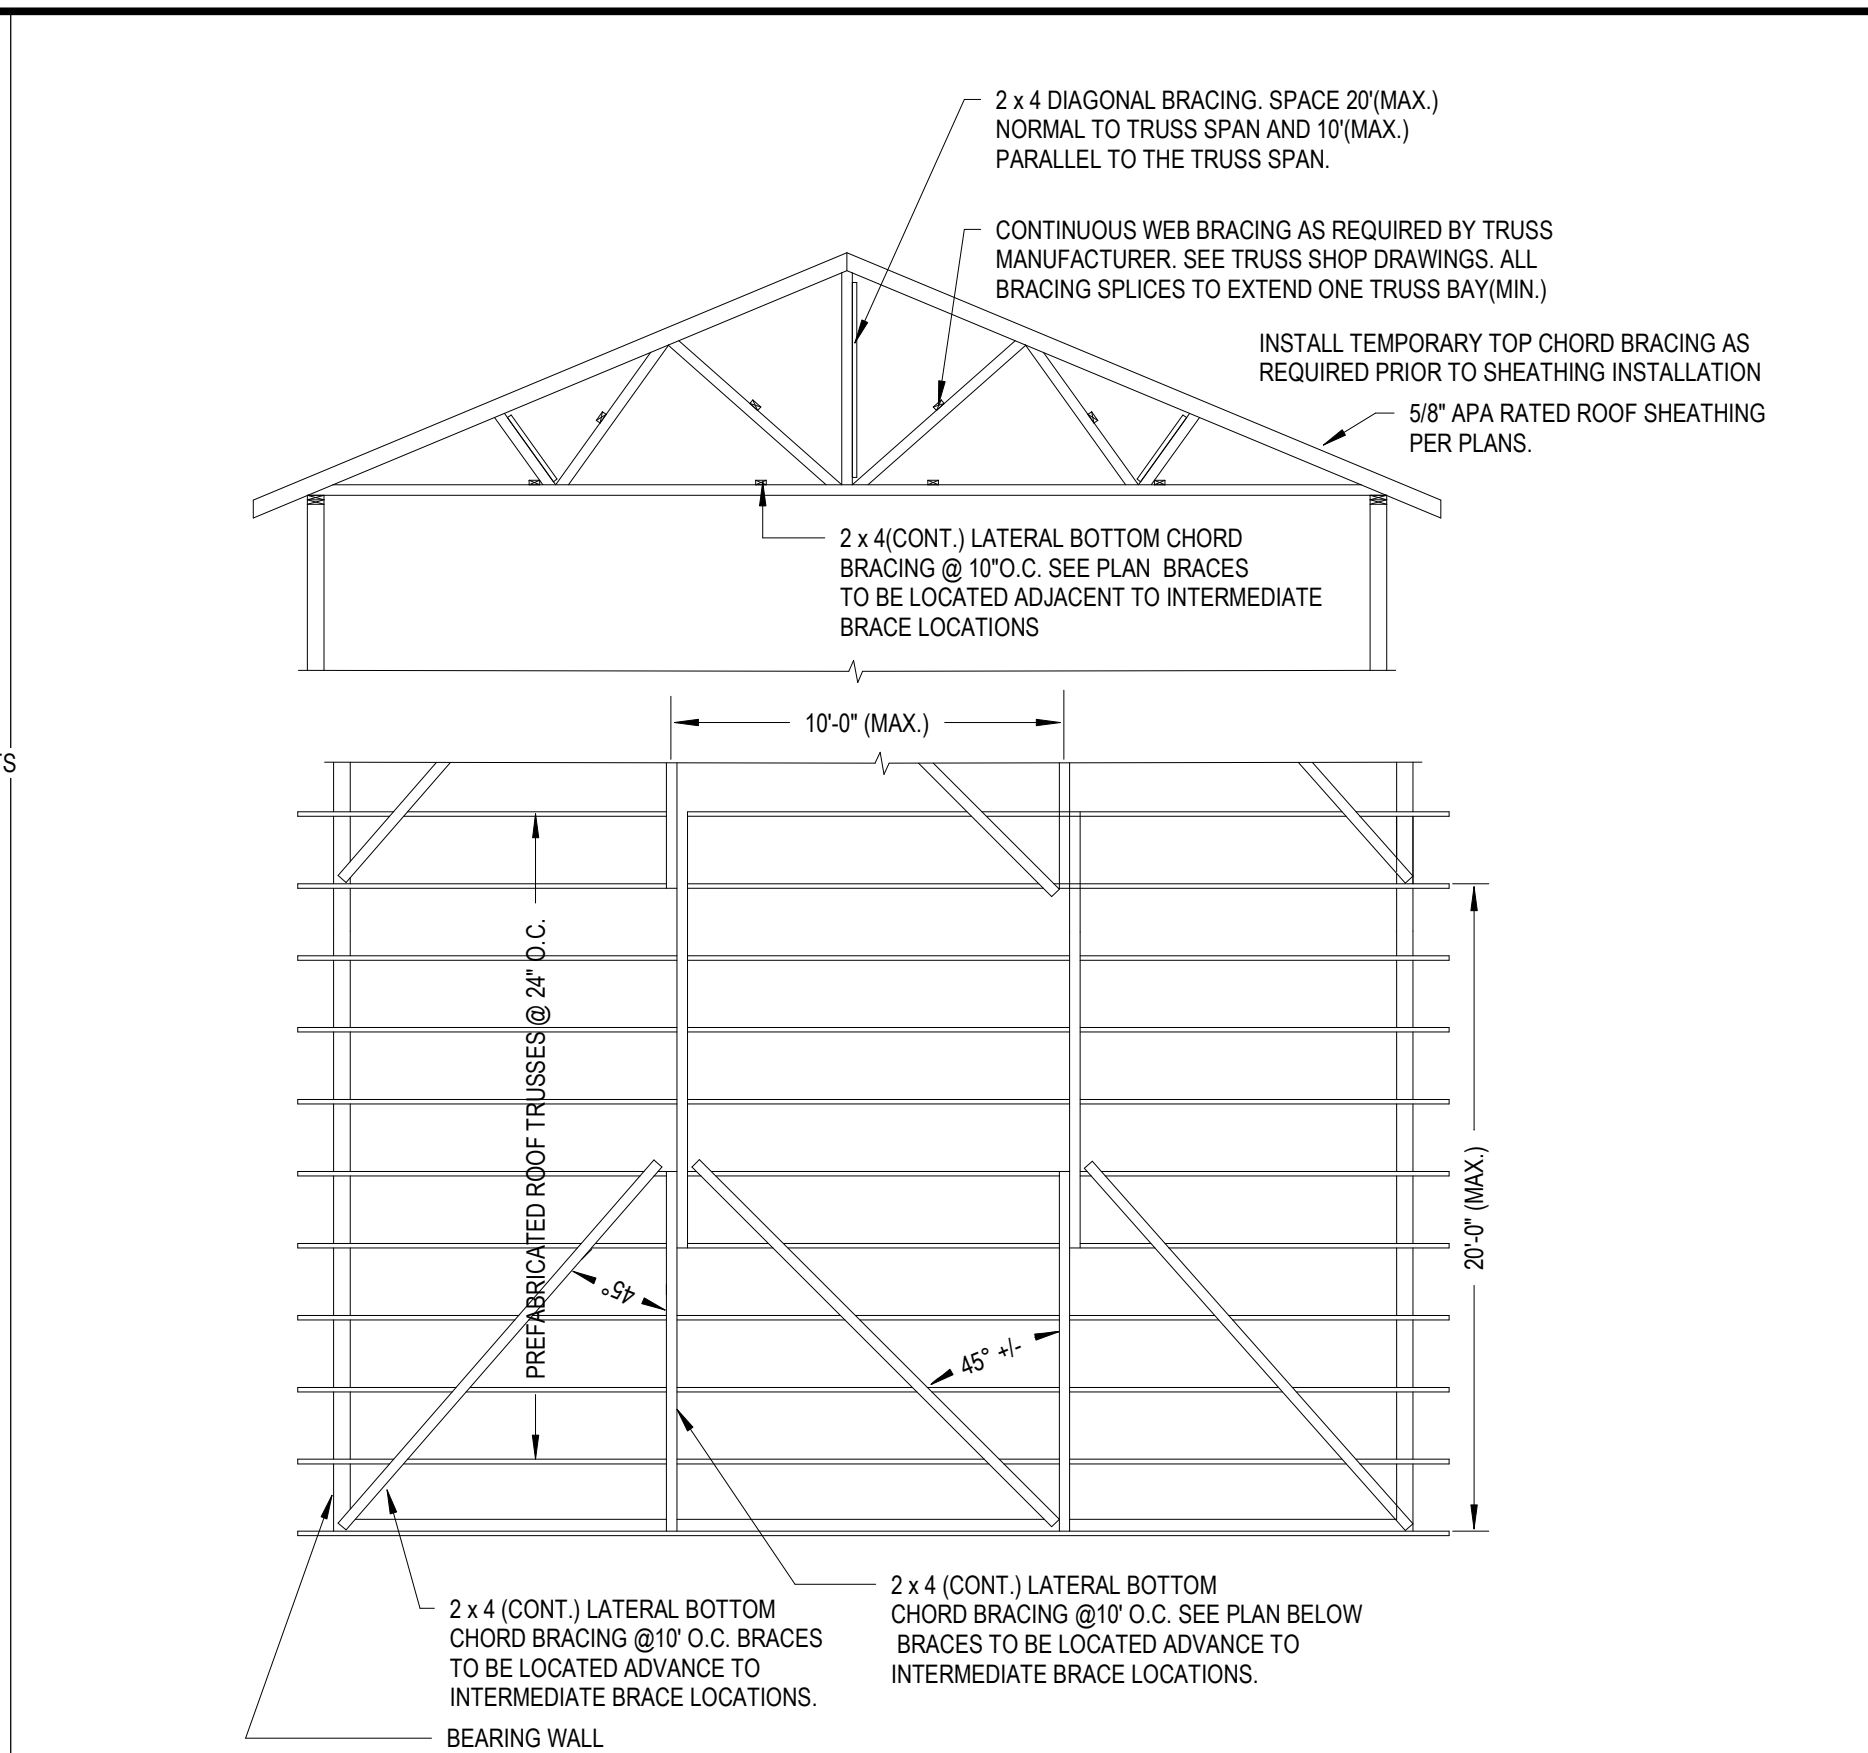 2 x 4 DIAGONAL BRACING. SPACE 20'(MAX.)
NORMAL TO TRUSS SPAN AND 10'(MAX.)
PARALLEL TO THE TRUSS SPAN.
CONTINUOUS WEB BRACING AS REQUIRED BY TRUSS
MANUFACTURER. SEE TRUSS SHOP DRAWINGS. ALL
BRACING SPLICES TO EXTEND ONE TRUSS BAY(MIN.)
INSTALL TEMPORARY TOP CHORD BRACING AS
REQUIRED PRIOR TO SHEATHING INSTALLATION
5/8" APA RATED ROOF SHEATHING
PER PLANS.
2 x 4(CONT.) LATERAL BOTTOM CHORD
BRACING @ 10"O.C. SEE PLAN BRACES
TO BE LOCATED ADJACENT TO INTERMEDIATE
BRACE LOCATIONS
10'-0" (MAX.)
TS
PREFABRICATED ROOF TRUSSES @ 24" O.C.
20'-0" (MAX.)
45°
45° +/-
2 x 4 (CONT.) LATERAL BOTTOM
CHORD BRACING @10' O.C. SEE PLAN BELOW
BRACES TO BE LOCATED ADVANCE TO
INTERMEDIATE BRACE LOCATIONS.
2 x 4 (CONT.) LATERAL BOTTOM
CHORD BRACING @10' O.C. BRACES
TO BE LOCATED ADVANCE TO
INTERMEDIATE BRACE LOCATIONS.
BEARING WALL